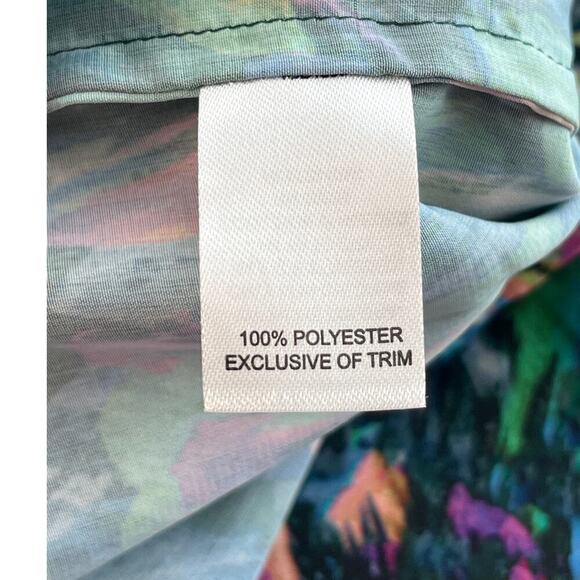 100% POLYESTER
EXCLUSIVE OF TRIM